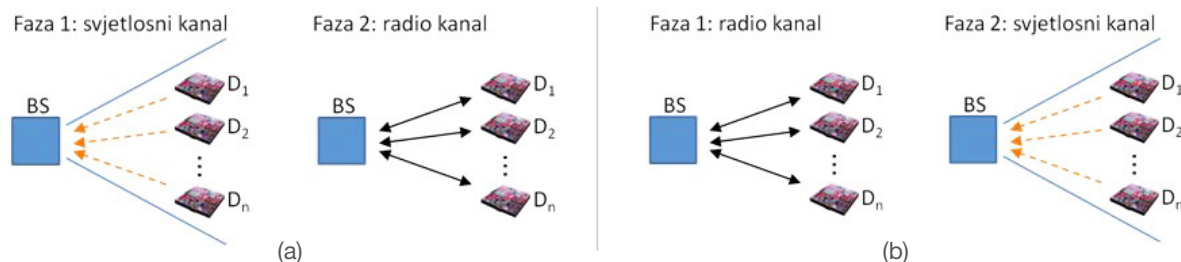 Faza 1: svjetlosni kanal
BS
D1
D2
Dn
Faza 2: radio kanal
BS
D1
D2
Dn
(a)
Faza 1: radio kanal
BS
D1
D2
Dn
Faza 2: svjetlosni kanal
BS
D1
D2
Dn
(b)